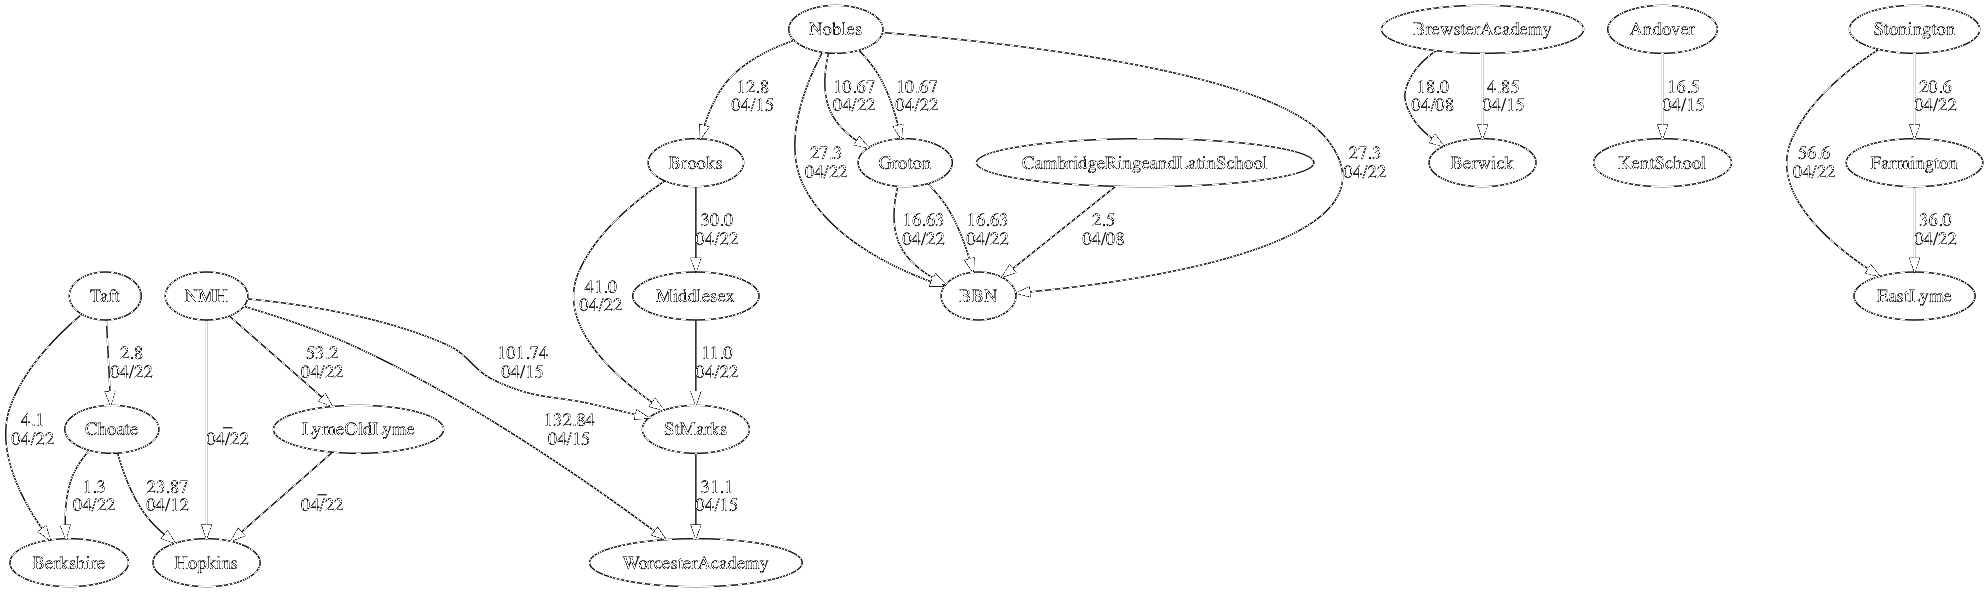 Nobles
BrewsterAcademy
Andover
Stonington
12.8
04/15
10.67
04/22
10.67
04/22
18.0
04/08
4.85
04/15
16.5
04/15
20.6
04/22
Brooks
27.3
04/22
Groton
CambridgeRingeandLatinSchool
27.3
04/22
Berwick
KentSchool
56.6
04/22
Farmington
30.0
04/22
16.63
04/22
16.63
04/22
2.5
04/08
36.0
04/22
Taft
NMH
41.0
04/22
Middlesex
BBN
EastLyme
2.8
04/22
53.2
04/22
101.74
04/15
11.0
04/22
4.1
04/22
Choate
–
04/22
LymeOldLyme
132.84
04/15
StMarks
1.3
04/22
23.87
04/12
–
04/22
31.1
04/15
Berkshire
Hopkins
WorcesterAcademy